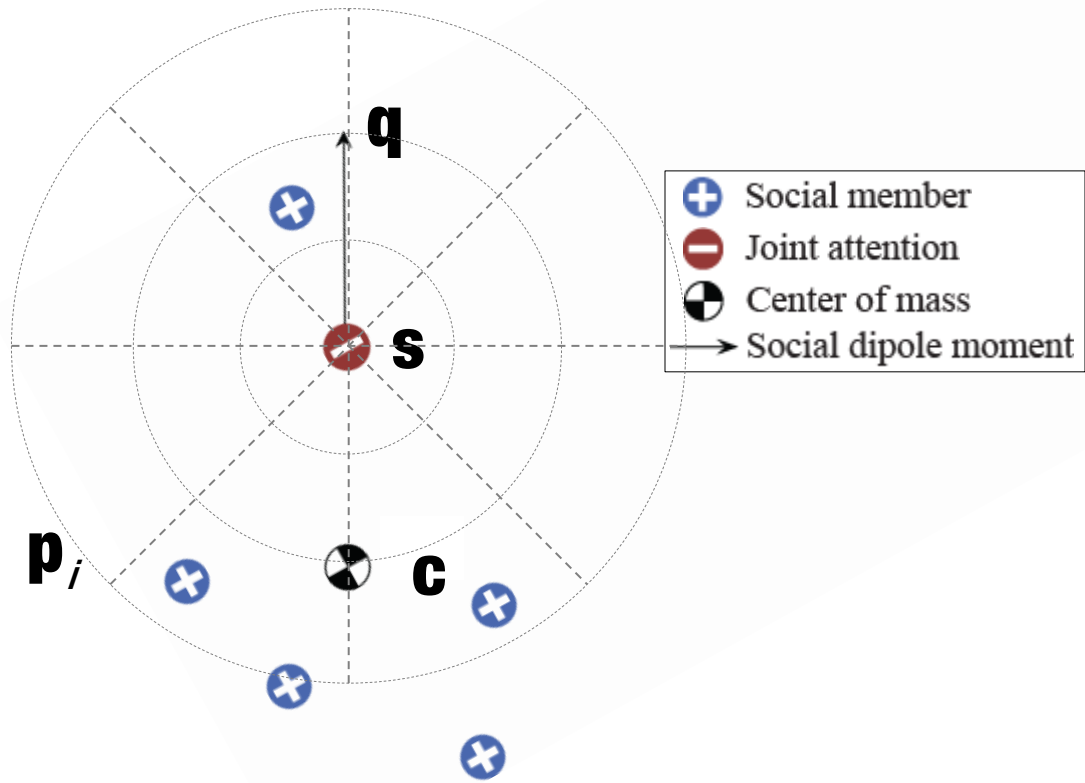 q
Social member
Joint attention
Center of mass
Social dipole moment
s
p i
c